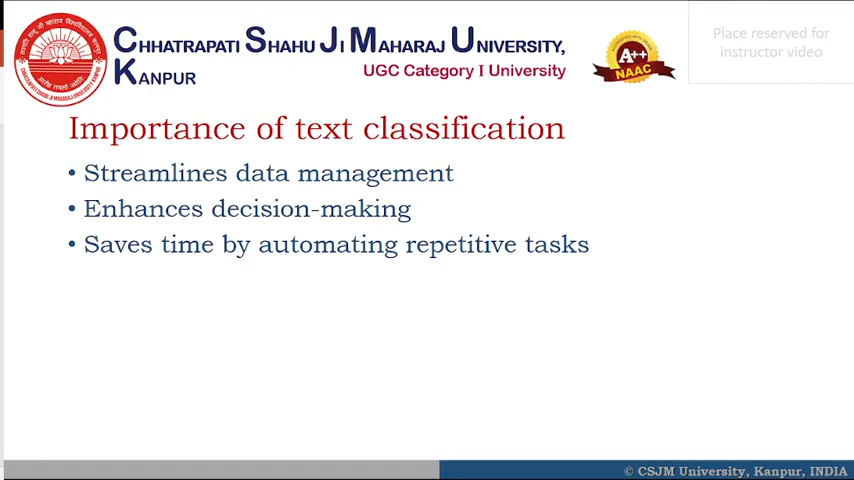 CHHATRAPATI SHAHU JI MAHARAJ UNIVERSITY,
KANPUR
UGC Category I University
A++
NAAC
Place reserved for
instructor video
Importance of text classification
• Streamlines data management
• Enhances decision-making
• Saves time by automating repetitive tasks
© CSJM University, Kanpur, INDIA